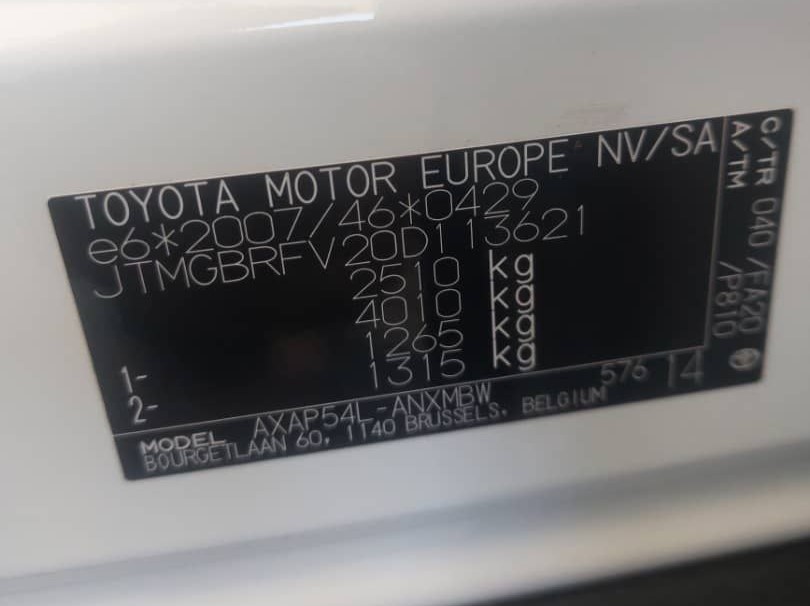 TOYOTA MOTOR EUROPE NV/SA
e6*2007/46*0429
JTMGBRFV20D113621
2510 kg
4010 kg
1- 1265 kg
2- 1315 kg
MODEL AXAP54L-ANXMBW 576 14
BOURGETLAAN 60, 1140 BRUSSELS, BELGIUM
C/TR 040 /FA20
A/TM /P810